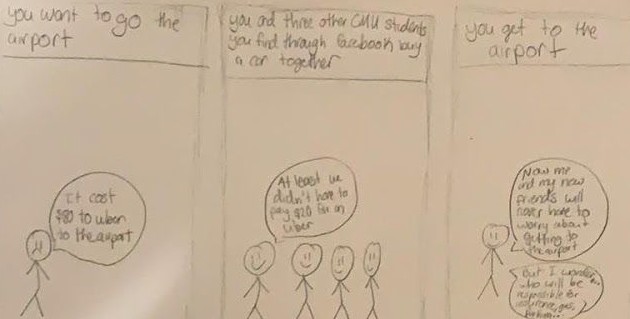 you want to go the
airport
It cost
$80 to uber
to the airport
you and three other CMU students
you find through facebook buy
a car together
At least we
didn't have to
pay $20 for an
uber
you get to the
airport
Now me
and my new
friends will
never have to
worry about
getting to
the airport
But I wonder...
who will be
responsible for
insurance, gas,